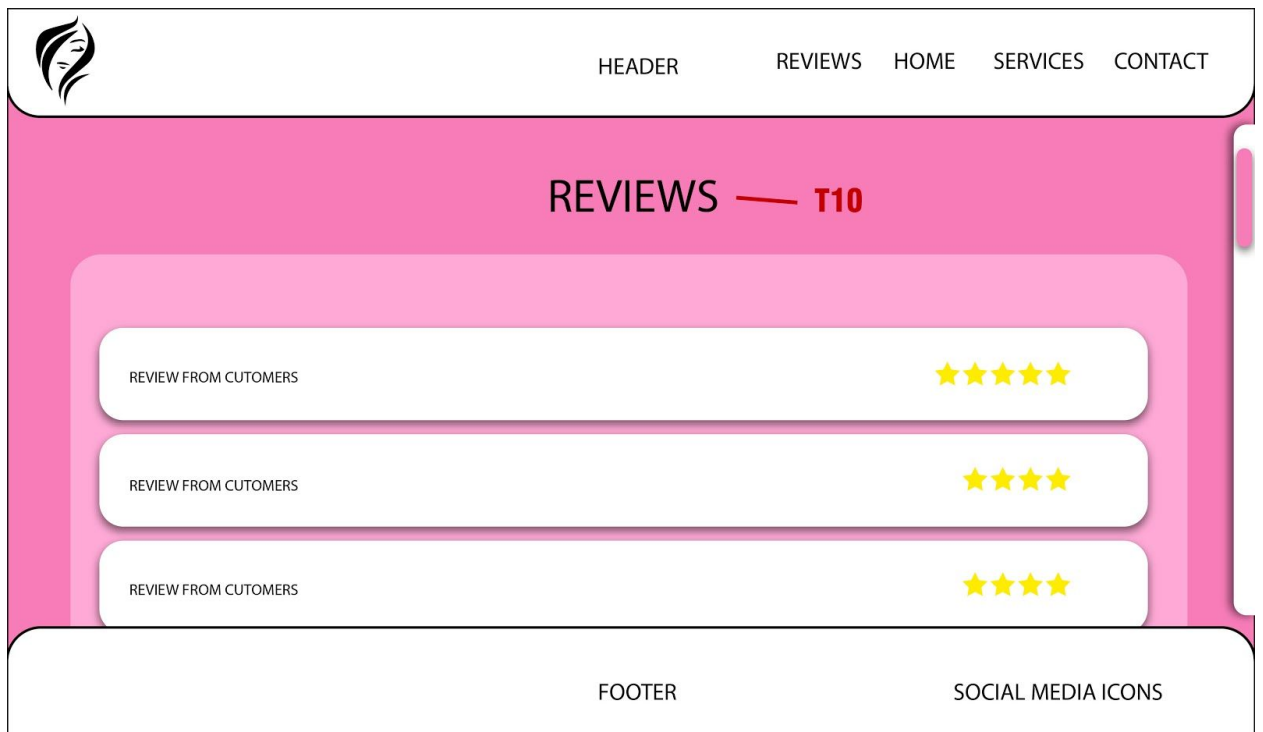 HEADER REVIEWS HOME SERVICES CONTACT
REVIEWS T10
REVIEW FROM CUTOMERS
REVIEW FROM CUTOMERS
REVIEW FROM CUTOMERS
FOOTER SOCIAL MEDIA ICONS